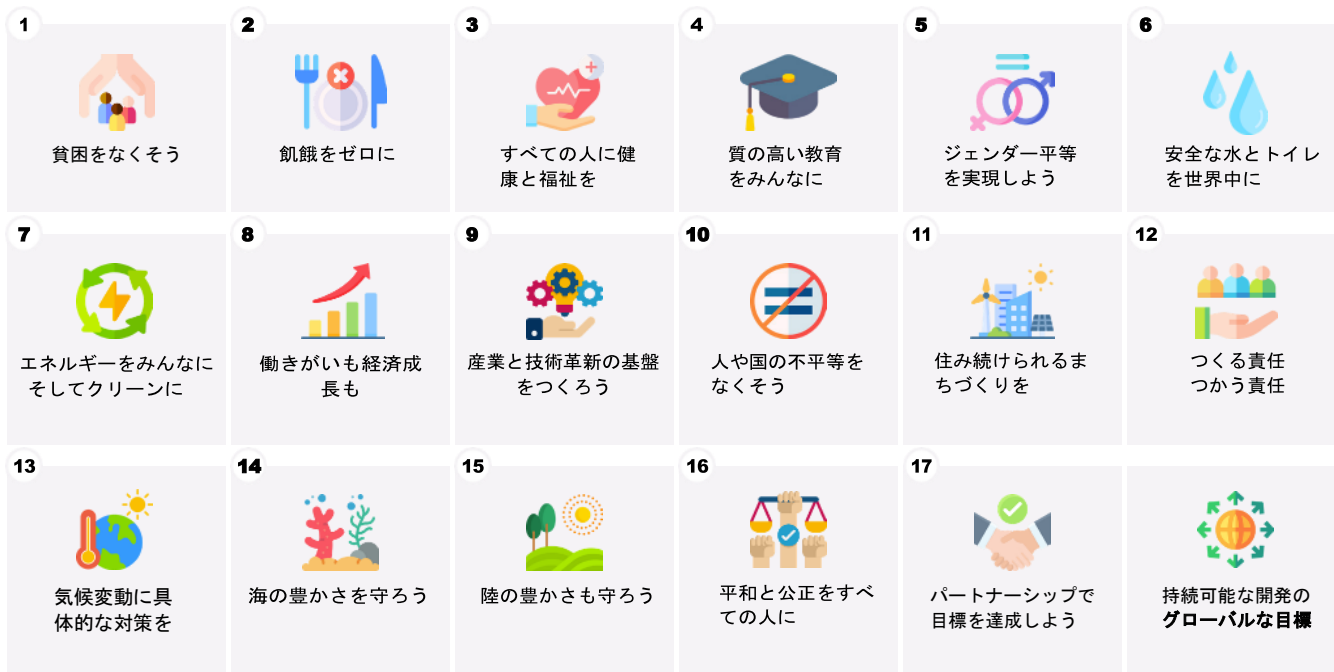 1
貧困をなくそう
2
飢餓をゼロに
3
すべての人に健
康と福祉を
4
質の高い教育
をみんなに
5
ジェンダー平等
を実現しよう
6
安全な水とトイレ
を世界中に
7
エネルギーをみんなに
そしてクリーンに
8
働きがいも経済成
長も
9
産業と技術革新の基盤
をつくろう
10
人や国の不平等を
なくそう
11
住み続けられるま
ちづくりを
12
つくる責任
つかう責任
13
気候変動に具
体的な対策を
14
海の豊かさを守ろう
15
陸の豊かさも守ろう
16
平和と公正をすべ
ての人に
17
パートナーシップで
目標を達成しよう
持続可能な開発の
グローバルな目標